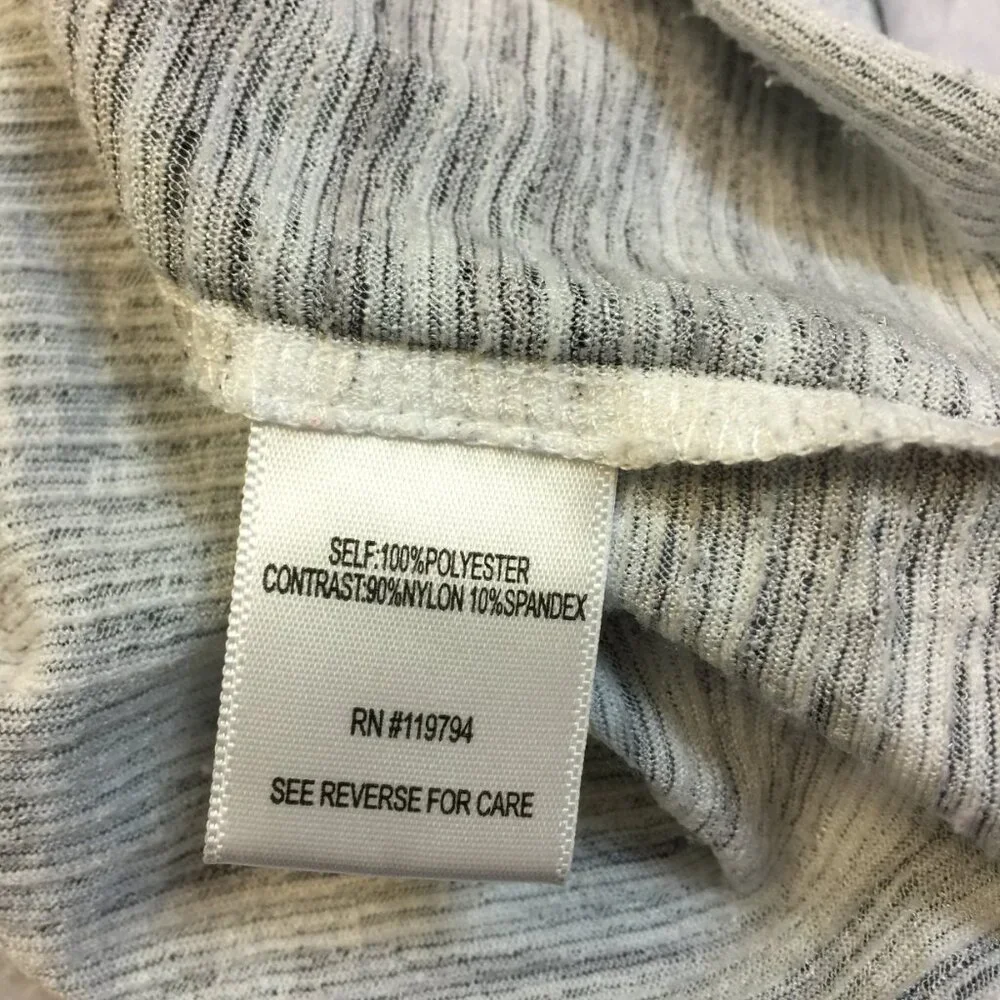 SELF:100%POLYESTER
CONTRAST:90%NYLON 10%SPANDEX
RN #119794
SEE REVERSE FOR CARE